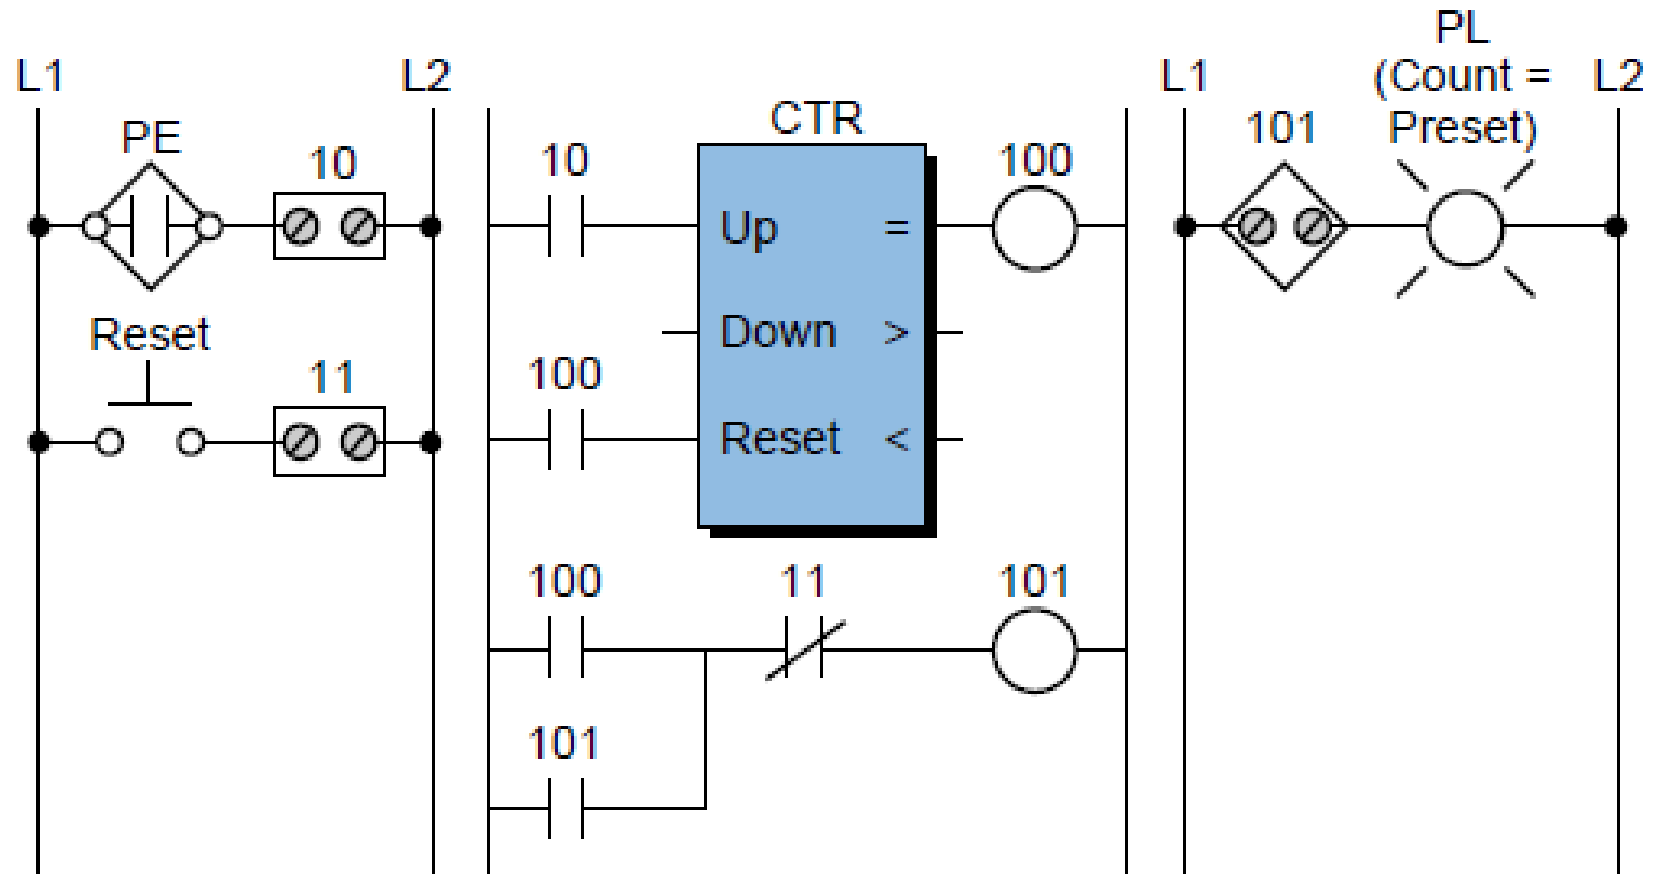 L1
PE
10
L2
Reset
11
10
CTR
100
Up =
Down >
100
Reset <
100
11
101
101
L1
101
PL
(Count =
Preset)
L2